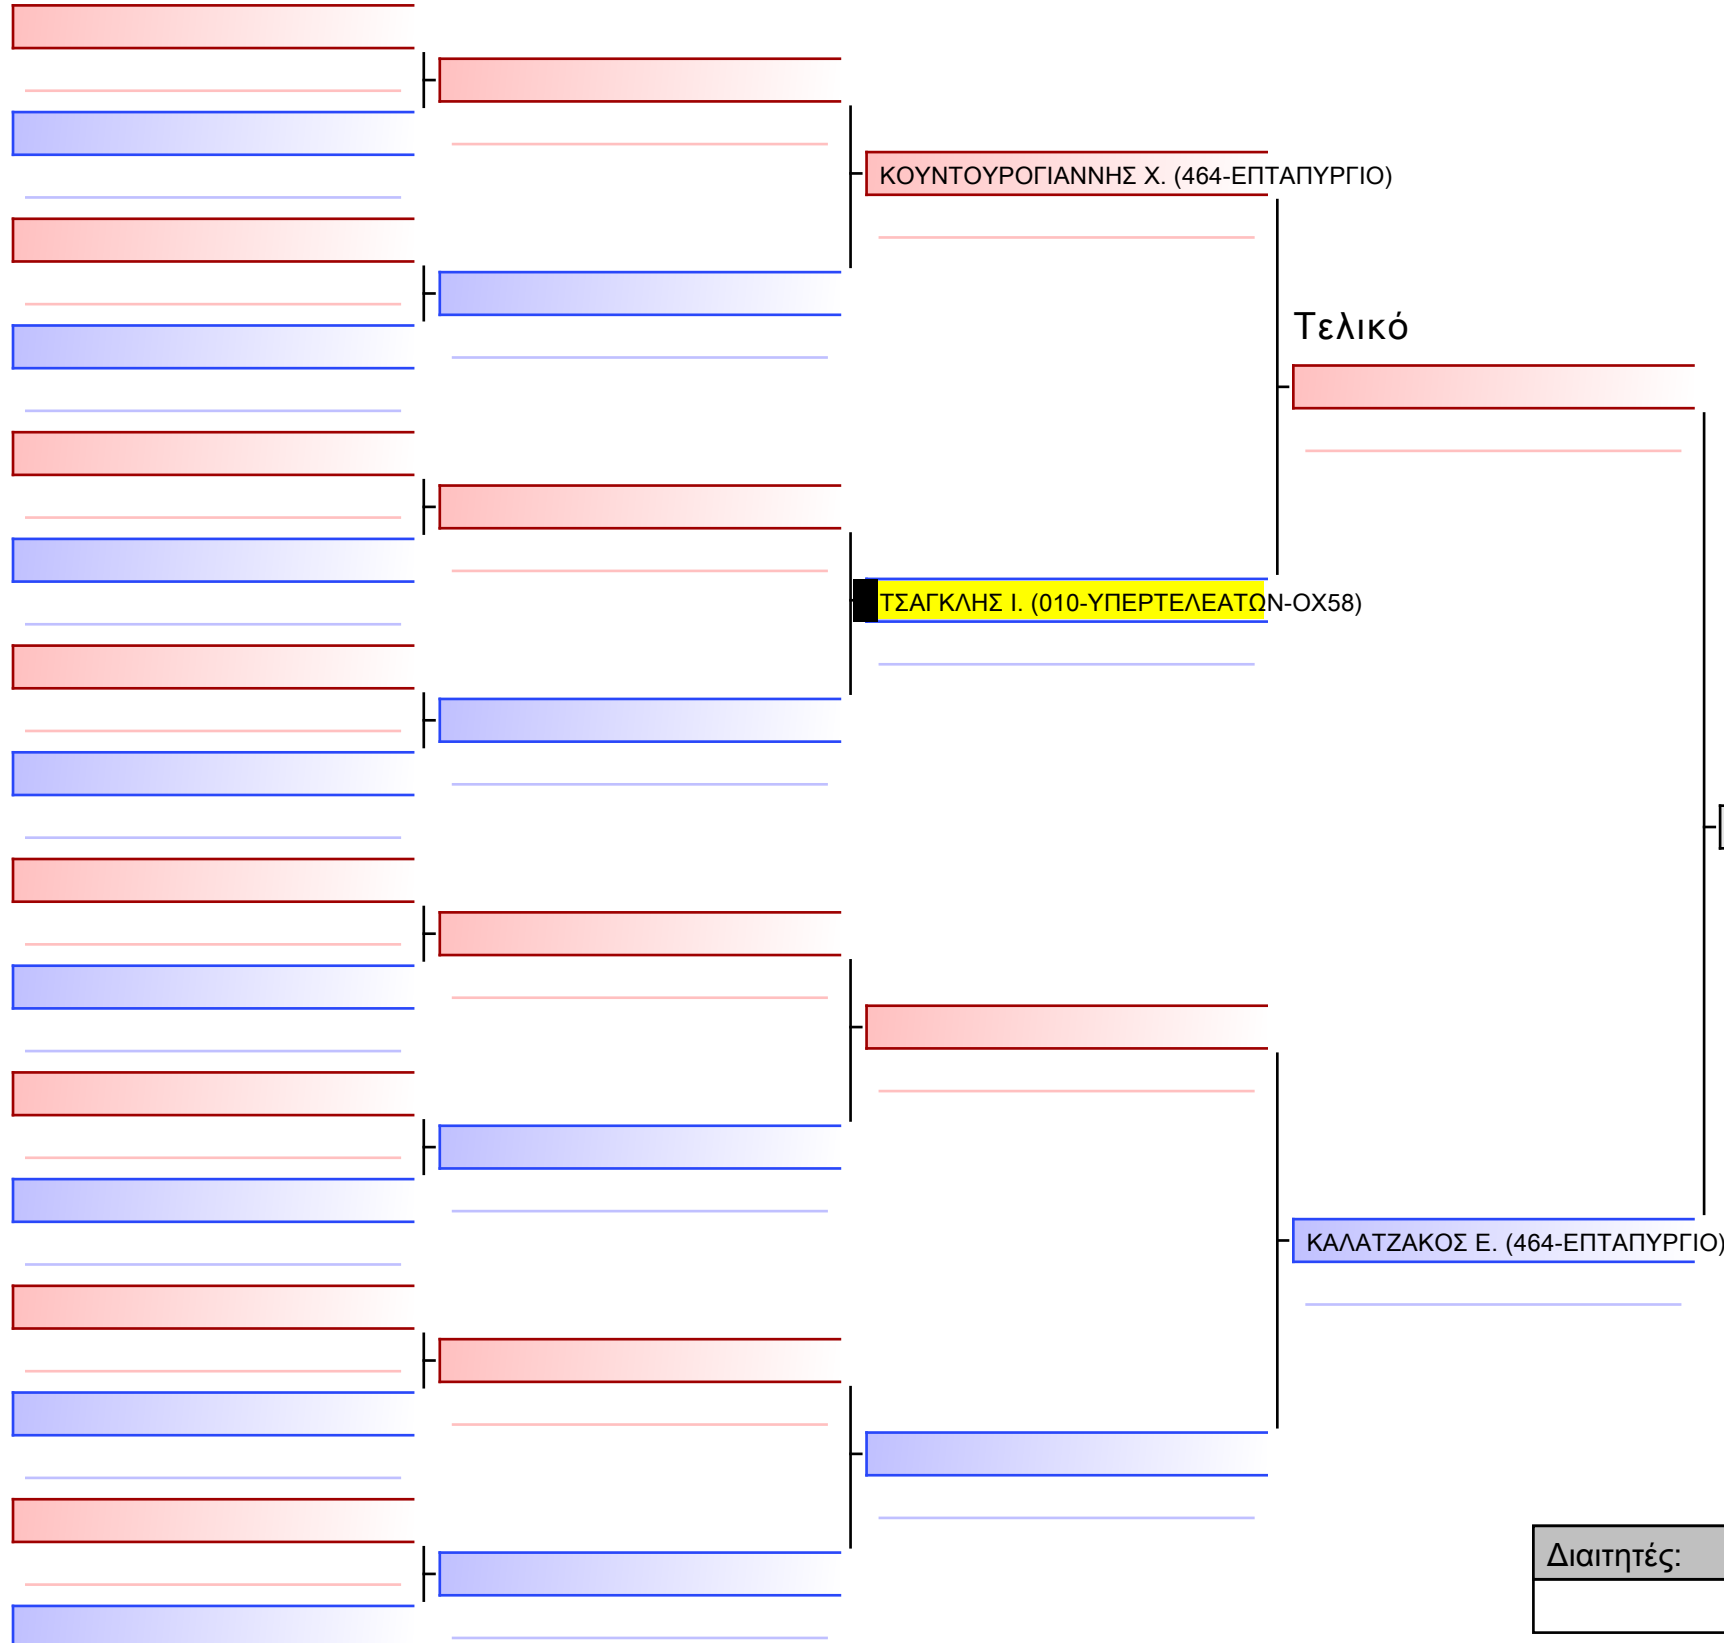 ΚΟΥΝΤΟΥΡΟΓΙΑΝΝΗΣ Χ. (464-ΕΠΤΑΠΥΡΓΙΟ)
Τελικό
ΤΣΑΓΚΛΗΣ Ι. (010-ΥΠΕΡΤΕΛΕΑΤΩΝ-ΟΧ58)
ΚΑΛΑΤΖΑΚΟΣ Ε. (464-ΕΠΤΑΠΥΡΓΙΟ)
Διαιτητές: